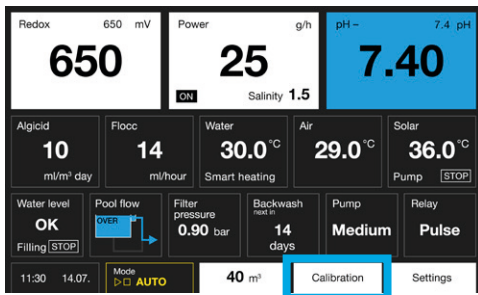 Redox 650 mV
650
Power g/h
25
ON Salinity 1.5
pH – 7.4 pH
7.40
Algicid
10
ml/m³ day
Flocc
14
ml/hour
Water
30.0°C
Smart heating
Air
29.0°C
Solar
36.0°C
Pump STOP
Water level
OK
Filling STOP
Pool flow
OVER
Filter
pressure
0.90 bar
Backwash
next in
14
days
Pump
Medium
Relay
Pulse
11:30 14.07.
Mode
AUTO
40 m³
Calibration
Settings